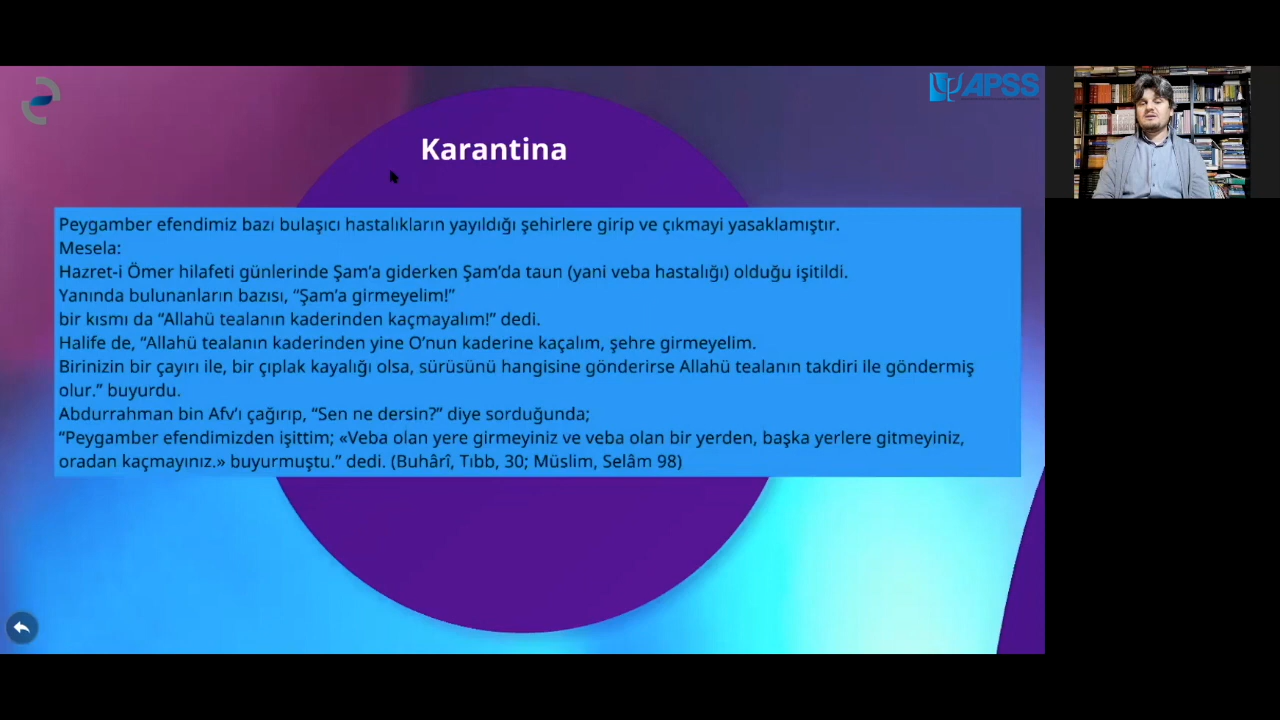 APSS
Karantina
Peygamber efendimiz bazı bulaşıcı hastalıkların yayıldığı şehirlere girip ve çıkmayi yasaklamıştır.
Mesela:
Hazret-i Ömer hilafeti günlerinde Şam’a giderken Şam’da taun (yani veba hastalığı) olduğu işitildi.
Yanında bulunanların bazısı, “Şam’a girmeyelim!”
bir kısmı da “Allahü tealanın kaderinden kaçmayalım!” dedi.
Halife de, “Allahü tealanın kaderinden yine O’nun kaderine kaçalım, şehre girmeyelim.
Birinizin bir çayırı ile, bir çıplak kayalığı olsa, sürüsünü hangisine gönderirse Allahü tealanın takdiri ile göndermiş
olur.” buyurdu.
Abdurrahman bin Afv’ı çağırıp, “Sen ne dersin?” diye sorduğunda;
“Peygamber efendimizden işittim; «Veba olan yere girmeyiniz ve veba olan bir yerden, başka yerlere gitmeyiniz,
oradan kaçmayınız.» buyurmuştu.” dedi. (Buhârî, Tıbb, 30; Müslim, Selâm 98)